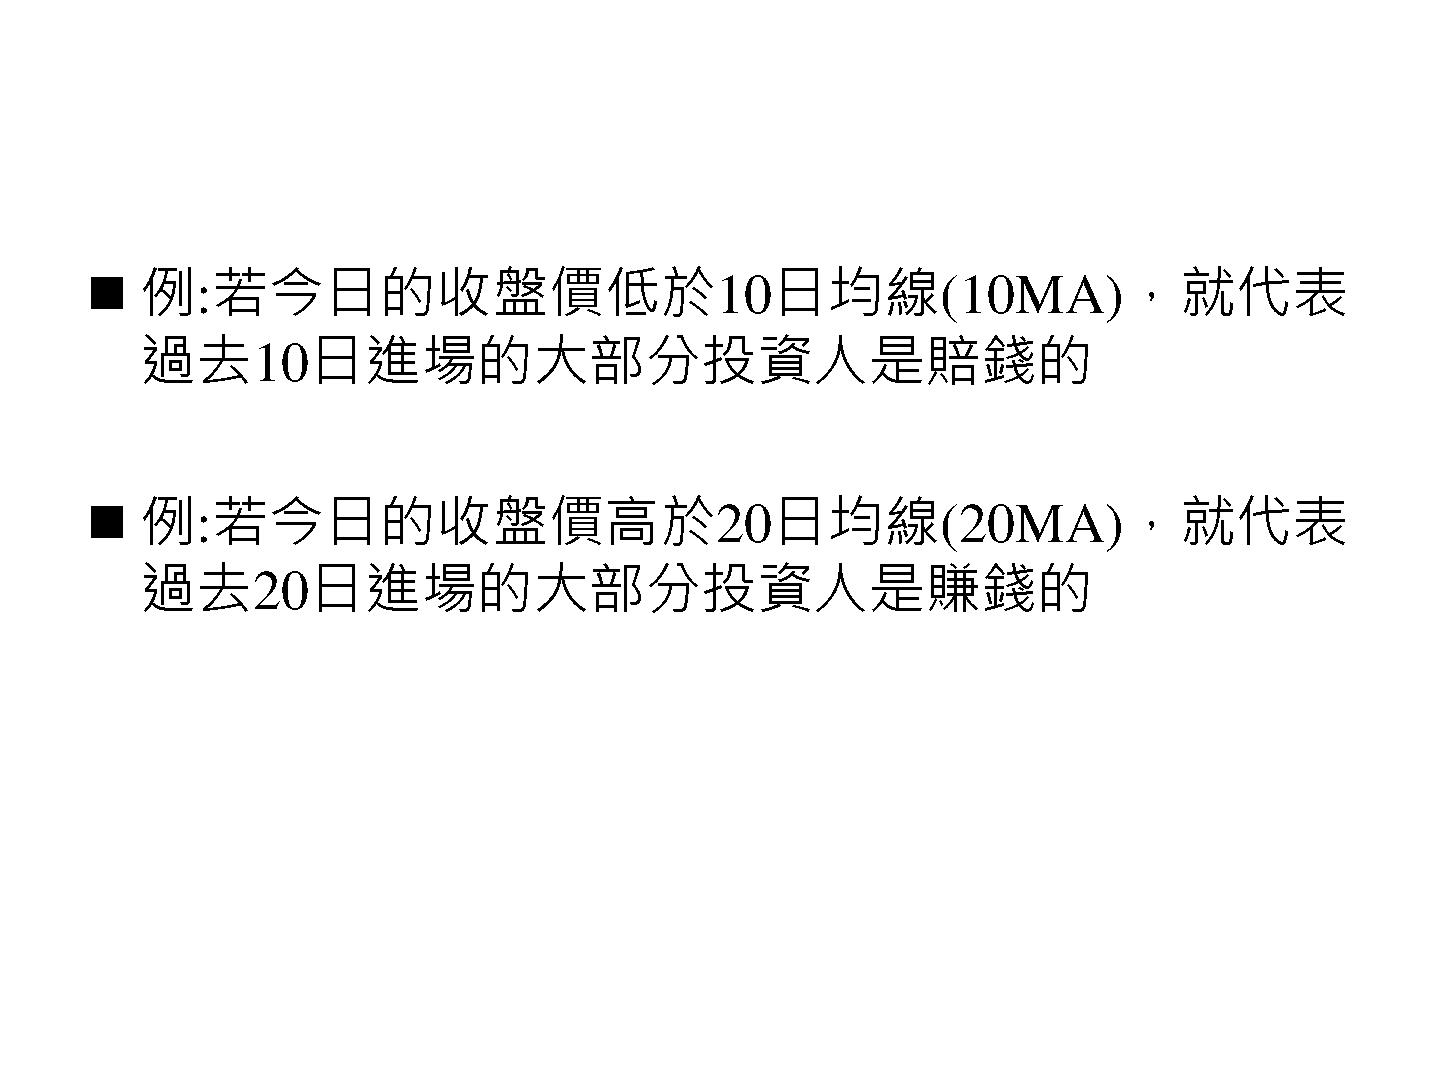 ■ 例:若今日的收盤價低於10日均線(10MA)，就代表
過去10日進場的大部分投資人是賠錢的
■ 例:若今日的收盤價高於20日均線(20MA)，就代表
過去20日進場的大部分投資人是賺錢的